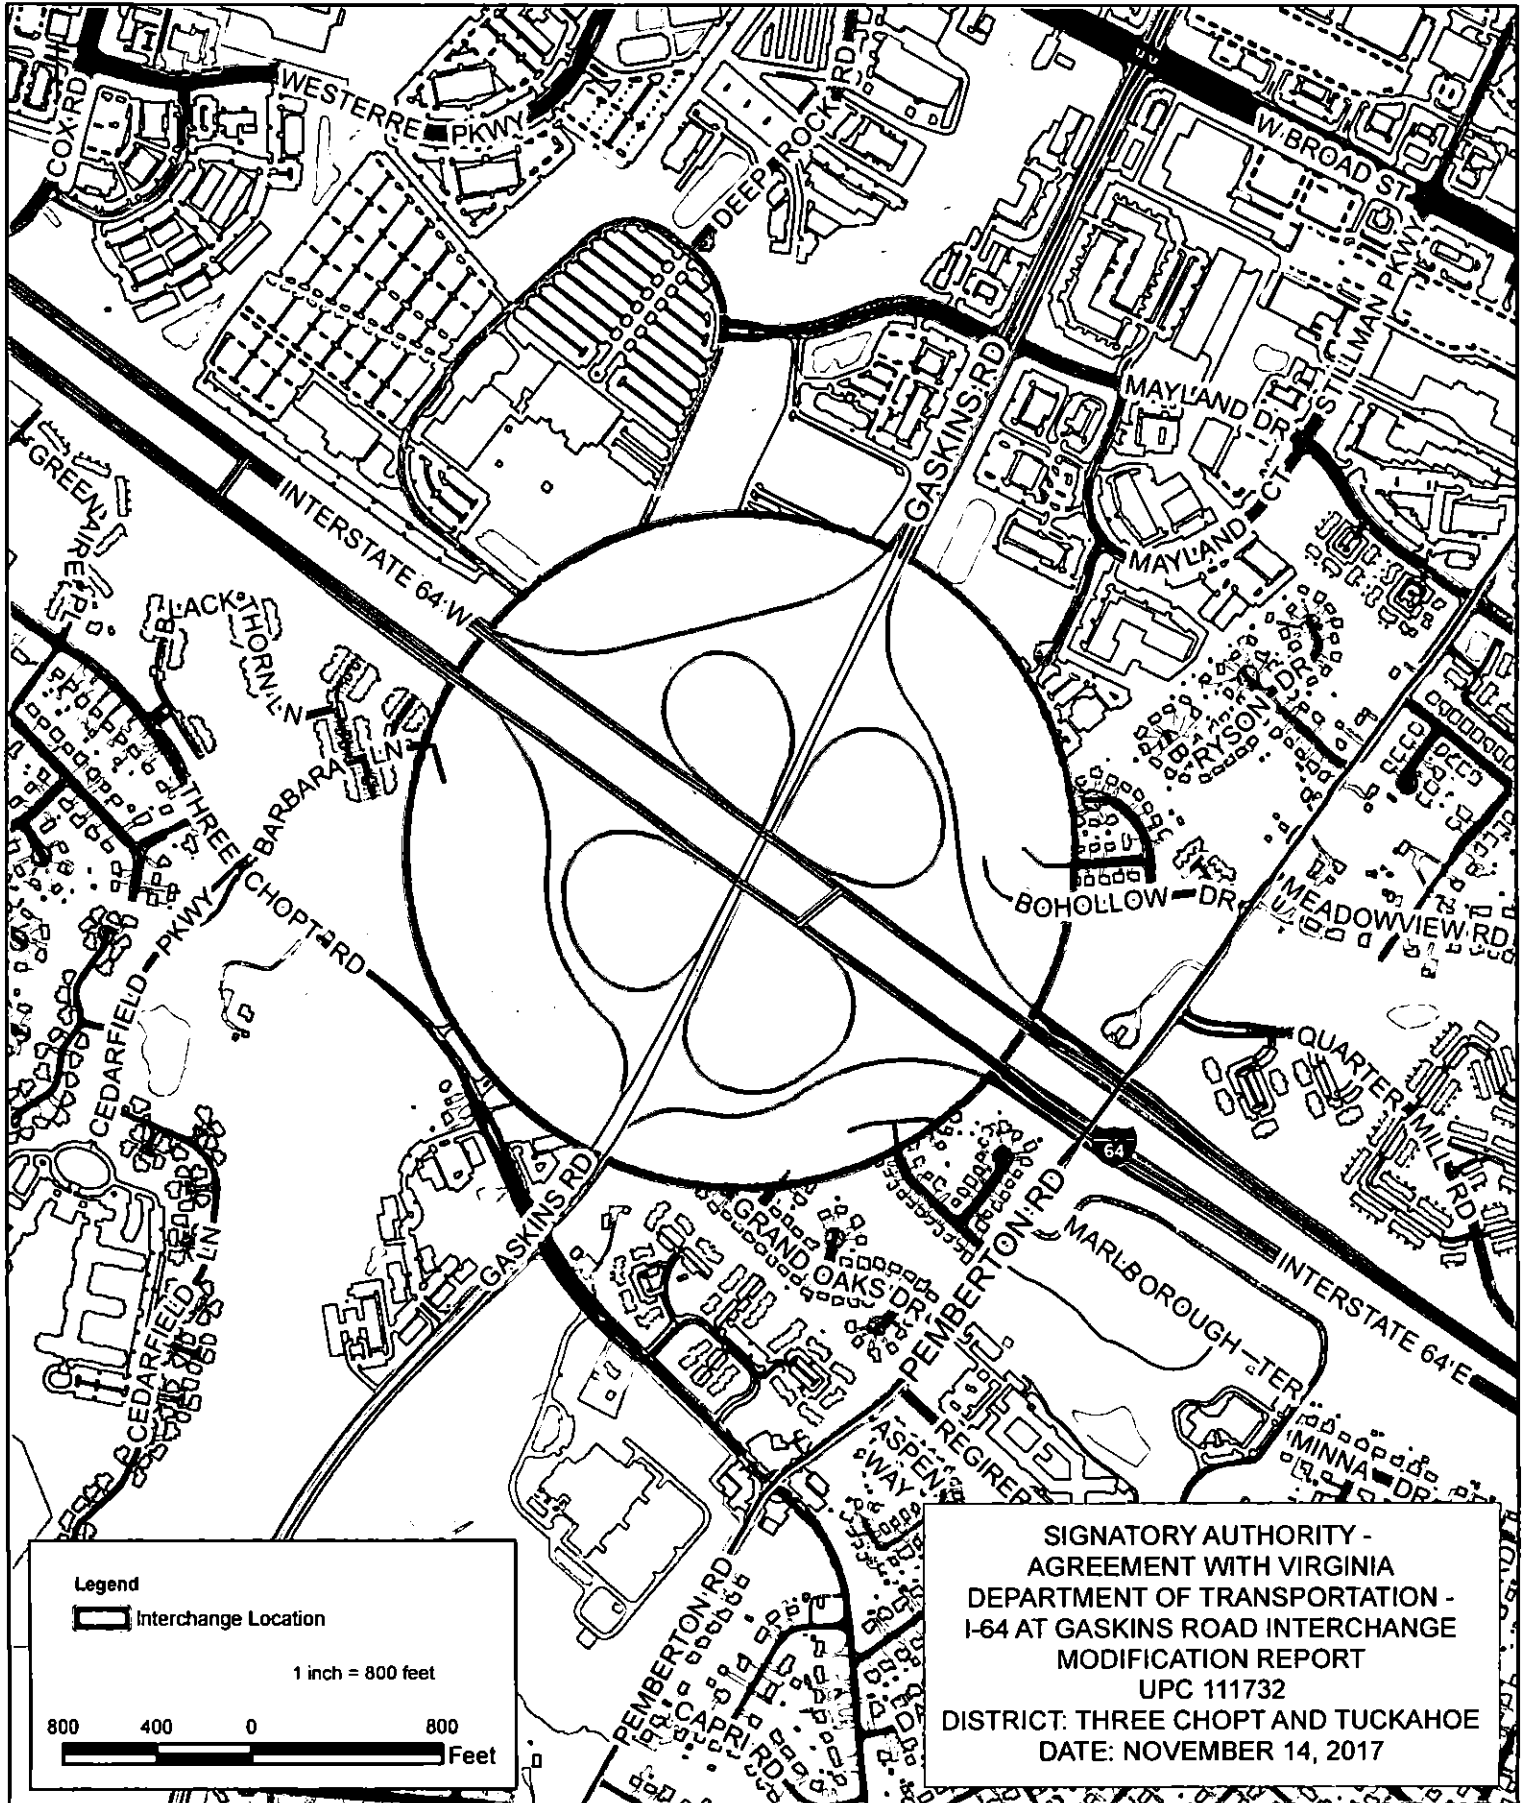 COX RD
WESTERRE PKWY
DEEP ROCK RD
W BROAD ST
STILLMAN PKWY
GASKINS RD
MAYLAND DR
MAYLAND CT
GREENAIRE PL
INTERSTATE 64 W
BLACKTHORN LN
BARBARA LN
THREE CHOPT RD
BRYSON DR
BOHOLLOW DR
MEADOWVIEW RD
CEDARFIELD PKWY
QUARTER MILL RD
64
GASKINS RD
GRAND OAKS DR
PEMBERTON RD
MARLBOROUGH TER
INTERSTATE 64 E
CEDARFIELD LN
ASPEN
WAY
REGIRER
MINNA DR
PEMBERTON RD
CAPRI RD
Legend
Interchange Location
1 inch = 800 feet
800 400 0 800
Feet
SIGNATORY AUTHORITY -
AGREEMENT WITH VIRGINIA
DEPARTMENT OF TRANSPORTATION -
I-64 AT GASKINS ROAD INTERCHANGE
MODIFICATION REPORT
UPC 111732
DISTRICT: THREE CHOPT AND TUCKAHOE
DATE: NOVEMBER 14, 2017